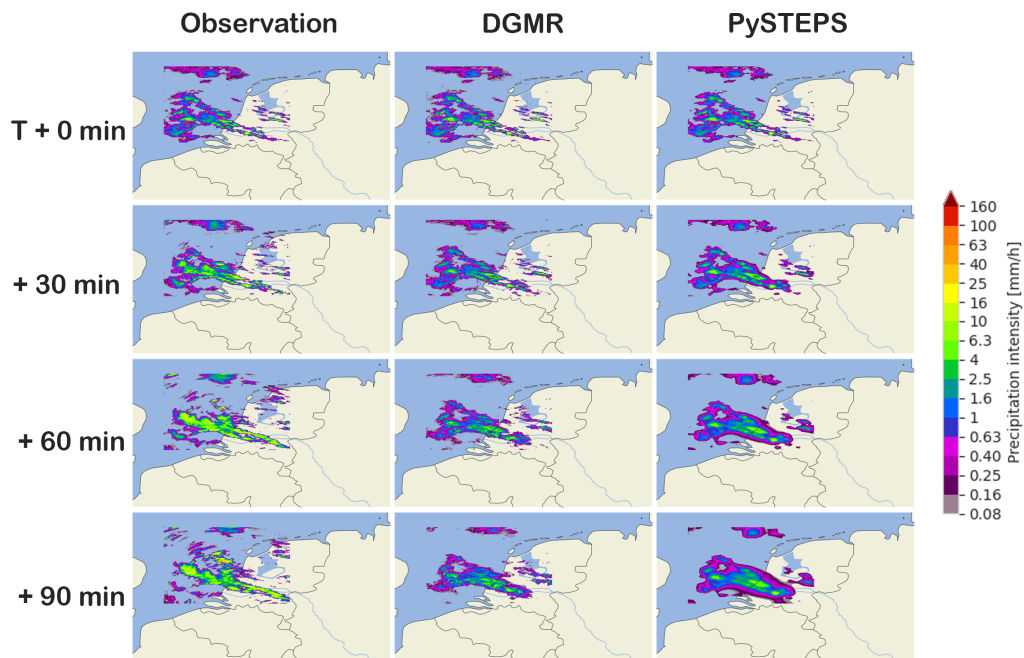 Observation DGMR PySTEPS
T + 0 min
+ 30 min
+ 60 min
+ 90 min
160
100
63
40
25
16
10
6.3
4
2.5
1.6
1
0.63
0.40
0.25
0.16
0.08
Precipitation intensity [mm/h]